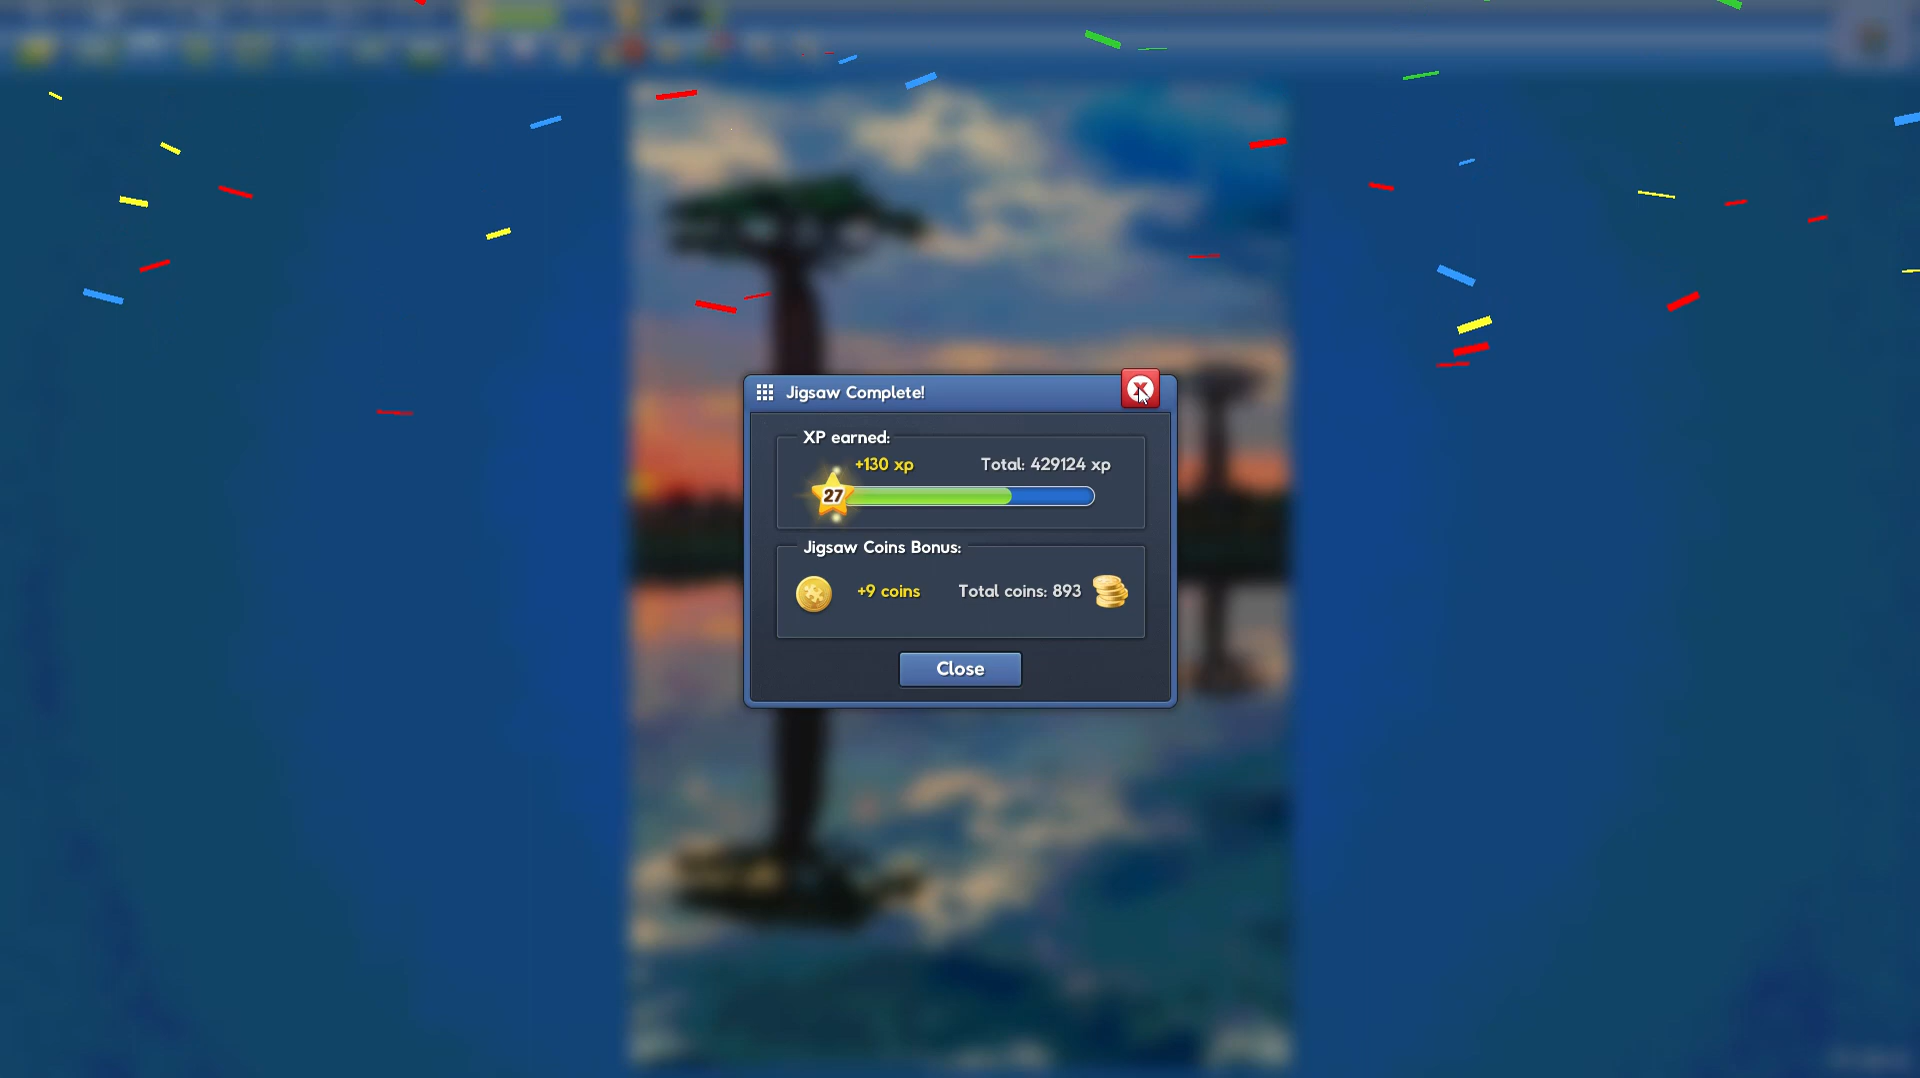 Jigsaw Complete!
XP earned:
+130 xp Total: 429124 xp
27
Jigsaw Coins Bonus:
+9 coins Total coins: 893
Close